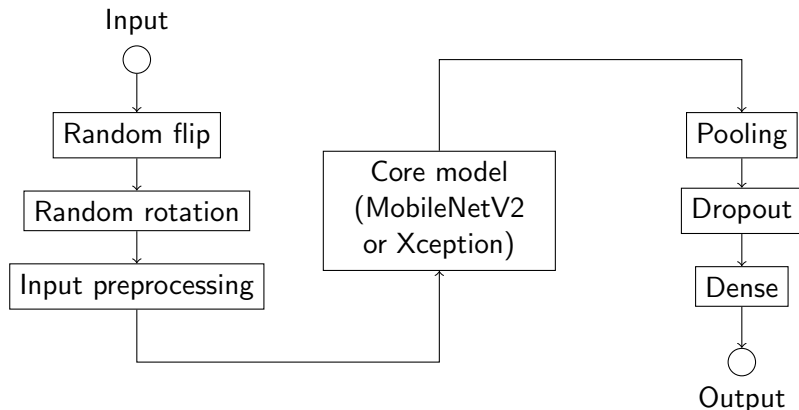 Input
Random flip
Random rotation
Input preprocessing
Core model
(MobileNetV2
or Xception)
Pooling
Dropout
Dense
Output